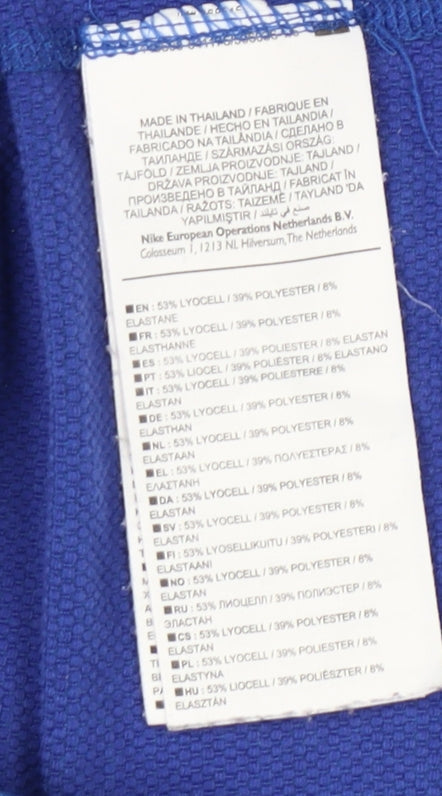 MADE IN THAILAND / FABRIQUE EN
THAILANDE / HECHO EN TAILANDIA /
FABRICADO NA TAILÂNDIA / СДЕЛАНО В
ТАИЛАНДЕ / SZÁRMAZÁSI ORSZÁG:
TÁJFÖLD / ZEMLJA PROIZVODNJE: TAJLAND /
DRŽAVA PROIZVODNJE: TAJLAND /
ПРОИЗВЕДЕНО В ТАЙЛАНД / FABRICAT ÎN
TAILANDA / RAŽOTS: TAIZEMĒ / TAYLAND 'DA
YAPILMIŞTIR / صنع في تايلند
Nike European Operations Netherlands B.V.
Colosseum 1, 1213 NL Hilversum, The Netherlands
EN : 53% LYOCELL / 39% POLYESTER / 8%
ELASTANE
FR : 53% LYOCELL / 39% POLYESTER / 8%
ELASTHANNE
ES : 53% LYOCELL / 39% POLIESTER / 8% ELASTAN
PT : 53% LIOCEL / 39% POLIÉSTER / 8% ELASTANO
IT : 53% LYOCELL / 39% POLIESTERE / 8%
ELASTAN
DE : 53% LYOCELL / 39% POLYESTER / 8%
ELASTHAN
NL : 53% LYOCELL / 39% POLYESTER / 8%
ELASTAAN
EL : 53% LYOCELL / 39% ΠΟΛΥΕΣΤΕΡΑΣ / 8%
ΕΛΑΣΤΑΝΗ
DA : 53% LYOCELL / 39% POLYESTER / 8%
ELASTAN
SV : 53% LYOCELL / 39% POLYESTER / 8%
ELASTAN
FI : 53% LYOSELLIKUITU / 39% POLYESTERI / 8%
ELASTAANI
NO : 53% LYOCELL / 39% POLYESTER / 8%
ELASTAN
RU : 53% ЛИОЦЕЛЛ / 39% ПОЛИЭСТЕР / 8%
ЭЛАСТАН
CS : 53% LYOCELL / 39% POLYESTER / 8%
ELASTAN
PL : 53% LYOCELL / 39% POLIESTER / 8%
ELASTYNA
HU : 53% LIOCELL / 39% POLIÉSZTER / 8%
ELASZTÁN